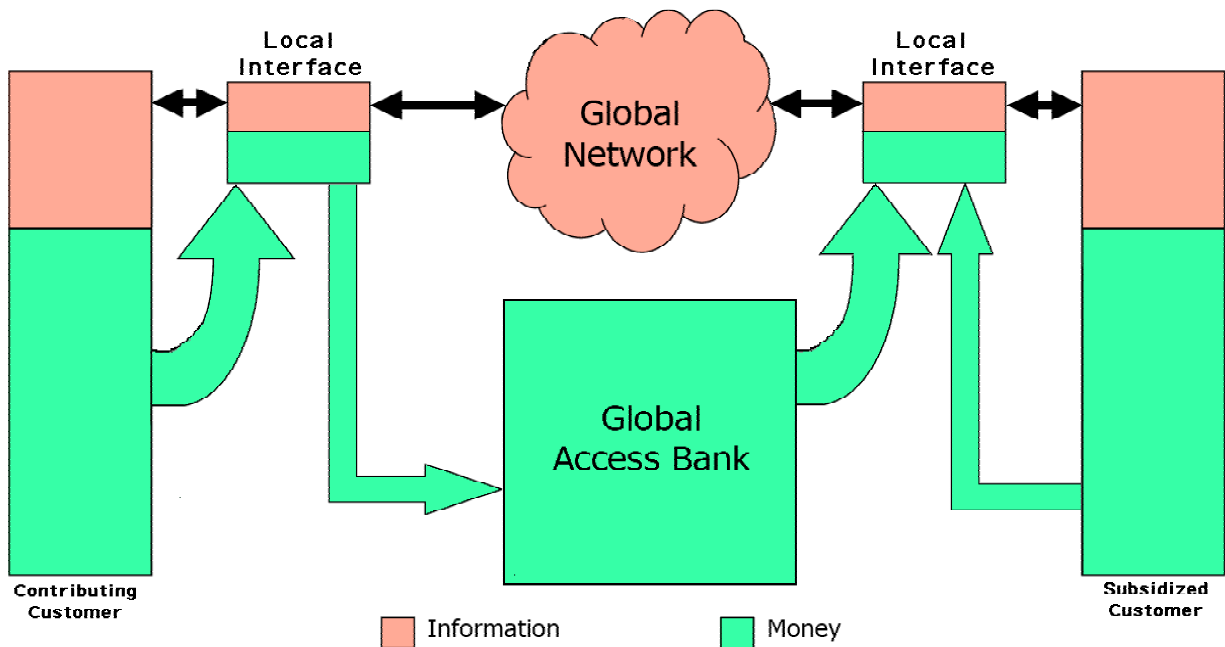 Local
Interface
Global
Network
Local
Interface
Global
Access Bank
Contributing
Customer
Subsidized
Customer
Information
Money